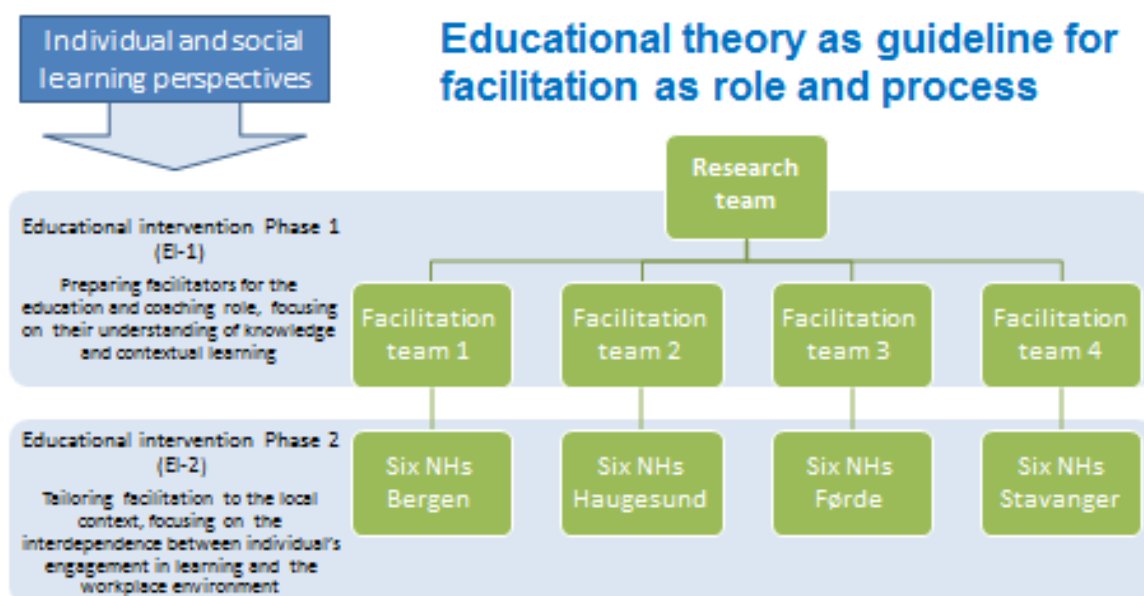 Individual and social
learning perspectives
Educational theory as guideline for
facilitation as role and process
Research
team
Educational intervention Phase 1
(EI-1)
Preparing facilitators for the
education and coaching role, focusing
on their understanding of knowledge
and contextual learning
Facilitation
team 1
Facilitation
team 2
Facilitation
team 3
Facilitation
team 4
Educational intervention Phase 2
(EI-2)
Tailoring facilitation to the local
context, focusing on the
interdependence between individual's
engagement in learning and the
workplace environment
Six NHs
Bergen
Six NHs
Haugesund
Six NHs
Førde
Six NHs
Stavanger